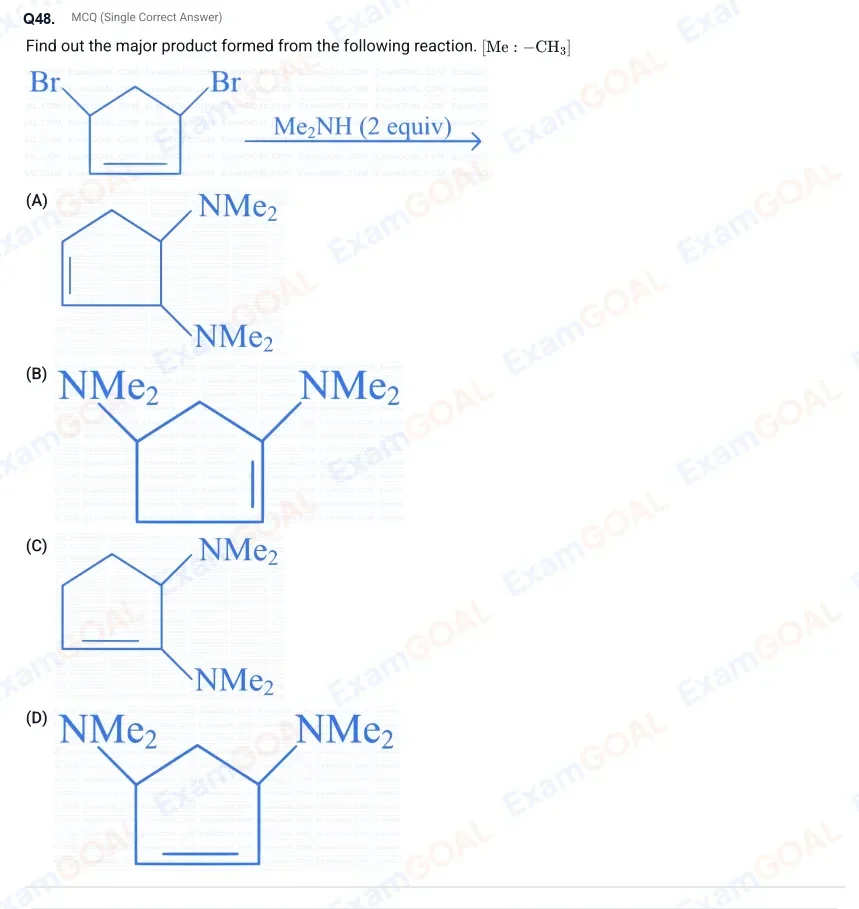 Q48. MCQ (Single Correct Answer)
Find out the major product formed from the following reaction. [Me : −CH₃]
Br Br
Me₂NH (2 equiv)
(A)
NMe₂
NMe₂
(B)
NMe₂ NMe₂
(C)
NMe₂
NMe₂
(D)
NMe₂ NMe₂
ExamGOAL